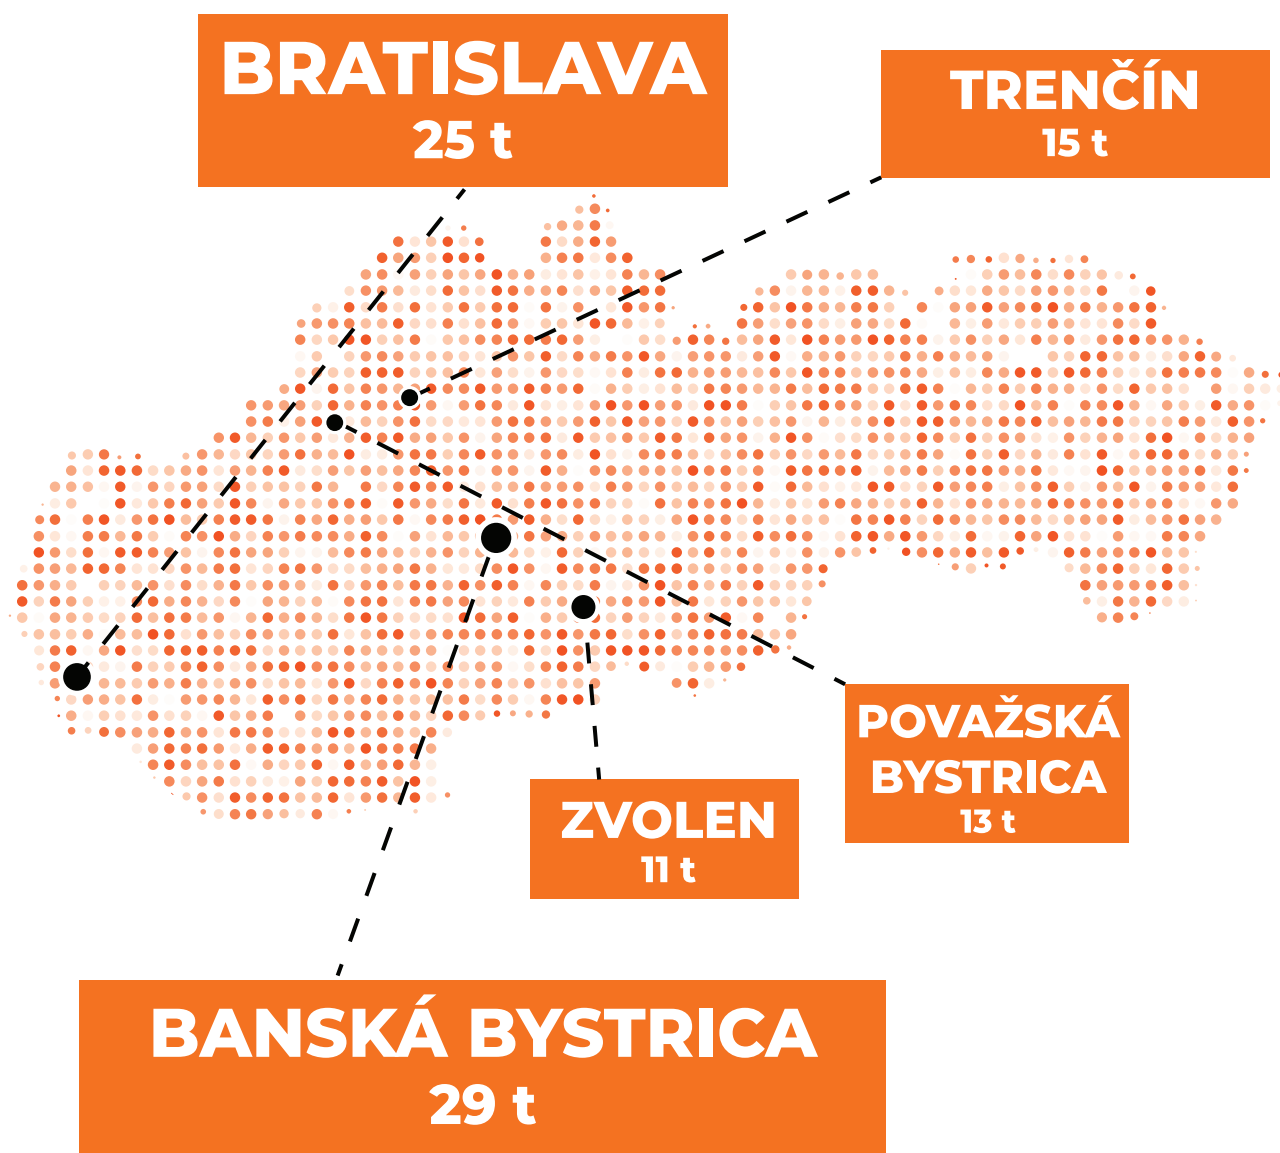 BRATISLAVA
25 t
TRENČÍN
15 t
POVAŽSKÁ
BYSTRICA
13 t
ZVOLEN
11 t
BANSKÁ BYSTRICA
29 t